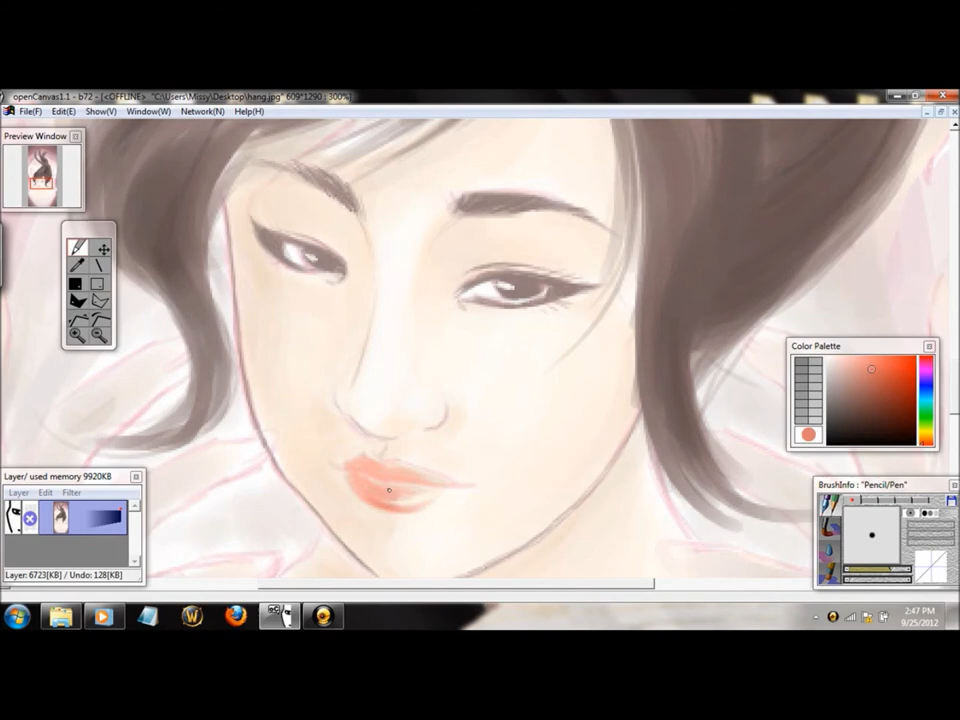 openCanvas1.1 - b72 - [<OFFLINE> "C:\Users\Missy\Desktop\hang.jpg" 609*1290 : 300%]
File(F) Edit(E) Show(V) Window(W) Network(N) Help(H)
Preview Window
Color Palette
Layer/ used memory 9920KB
Layer Edit Filter
BrushInfo : "Pencil/Pen"
Layer: 6723[KB] / Undo: 128[KB]
2:47 PM
9/25/2012